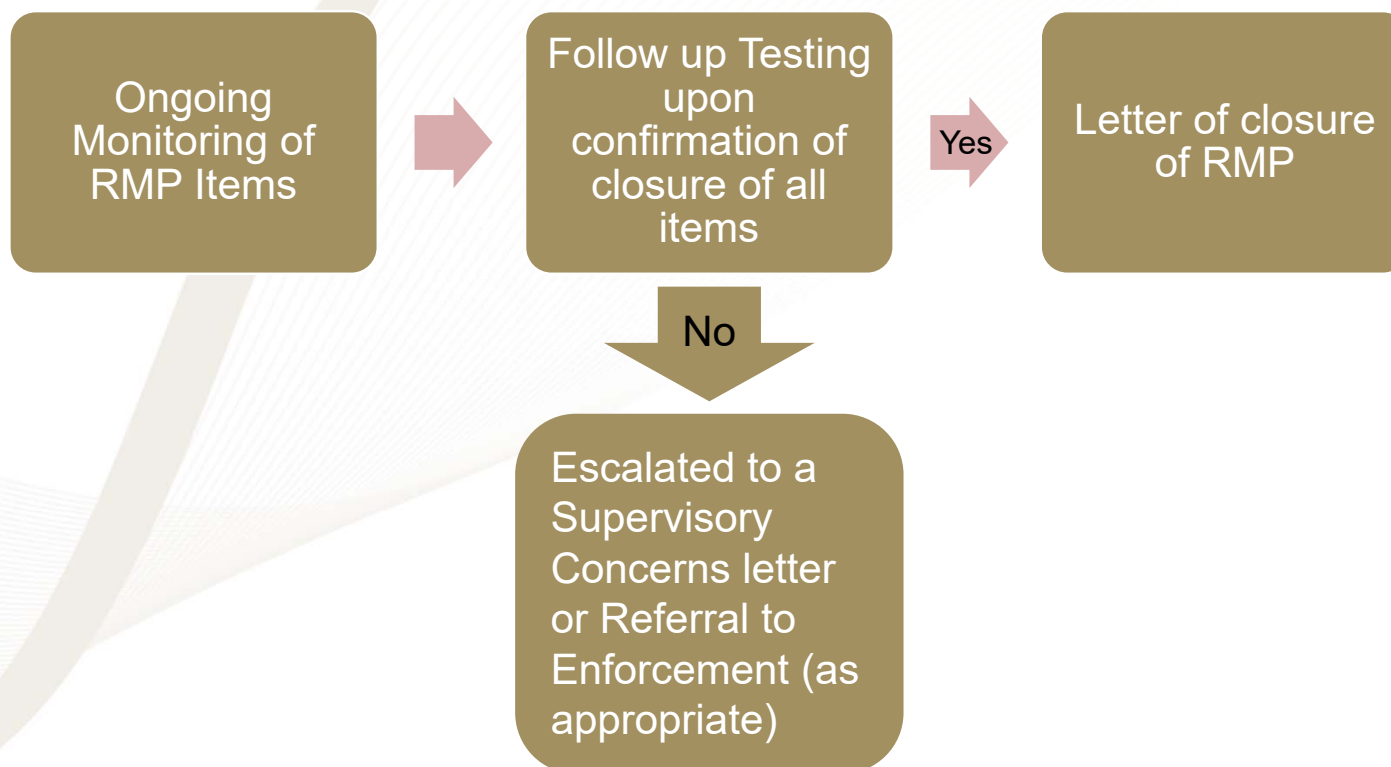 Ongoing
Monitoring of
RMP Items
Follow up Testing
upon
confirmation of
closure of all
items
Yes
Letter of closure
of RMP
No
Escalated to a
Supervisory
Concerns letter
or Referral to
Enforcement (as
appropriate)